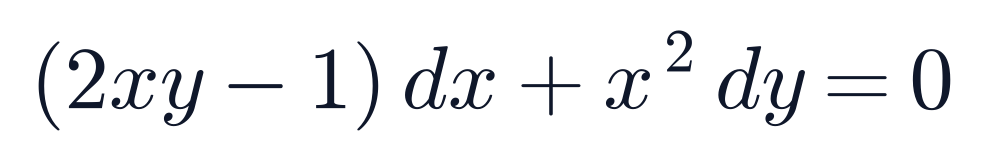 (2xy − 1) dx + x² dy = 0